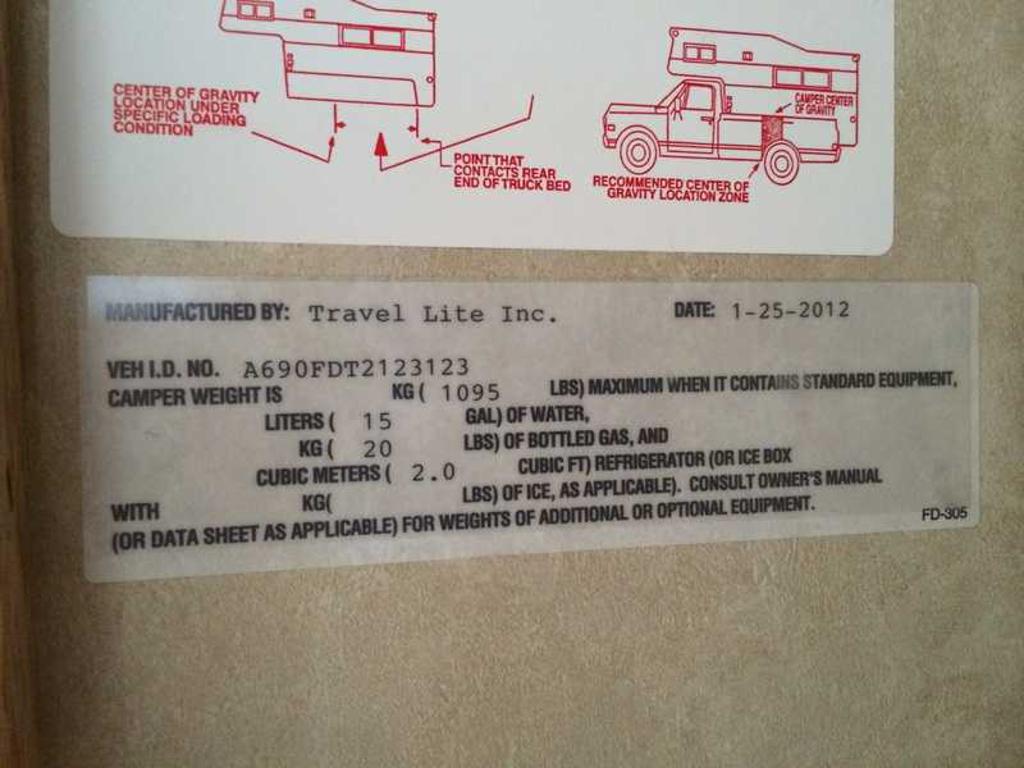 CENTER OF GRAVITY
LOCATION UNDER
SPECIFIC LOADING
CONDITION
POINT THAT
CONTACTS REAR
END OF TRUCK BED
CAMPER CENTER
OF GRAVITY
RECOMMENDED CENTER OF
GRAVITY LOCATION ZONE
MANUFACTURED BY: Travel Lite Inc. DATE: 1-25-2012
VEH I.D. NO. A690FDT2123123
CAMPER WEIGHT IS KG ( 1095 LBS) MAXIMUM WHEN IT CONTAINS STANDARD EQUIPMENT,
LITERS ( 15 GAL) OF WATER,
KG ( 20 LBS) OF BOTTLED GAS, AND
CUBIC METERS ( 2.0 CUBIC FT) REFRIGERATOR (OR ICE BOX
WITH KG( LBS) OF ICE, AS APPLICABLE). CONSULT OWNER'S MANUAL
(OR DATA SHEET AS APPLICABLE) FOR WEIGHTS OF ADDITIONAL OR OPTIONAL EQUIPMENT.
FD-305